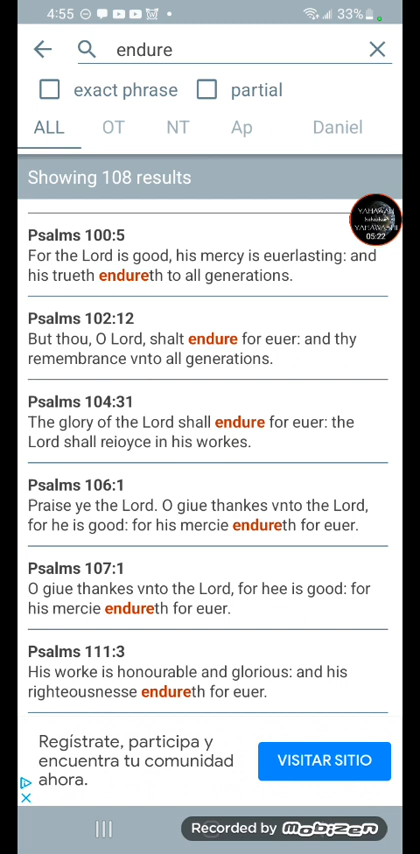 4:55
33%
endure
exact phrase
partial
ALL OT NT Ap Daniel
Showing 108 results
YAHAWAH
YAHAWASHI
05:22
Psalms 100:5
For the Lord is good, his mercy is euerlasting: and
his trueth endureth to all generations.
Psalms 102:12
But thou, O Lord, shalt endure for euer: and thy
remembrance vnto all generations.
Psalms 104:31
The glory of the Lord shall endure for euer: the
Lord shall reioyce in his workes.
Psalms 106:1
Praise ye the Lord. O giue thankes vnto the Lord,
for he is good: for his mercie endureth for euer.
Psalms 107:1
O giue thankes vnto the Lord, for hee is good: for
his mercie endureth for euer.
Psalms 111:3
His worke is honourable and glorious: and his
righteousnesse endureth for euer.
Regístrate, participa y
encuentra tu comunidad
ahora.
VISITAR SITIO
Recorded by MOBIZEN